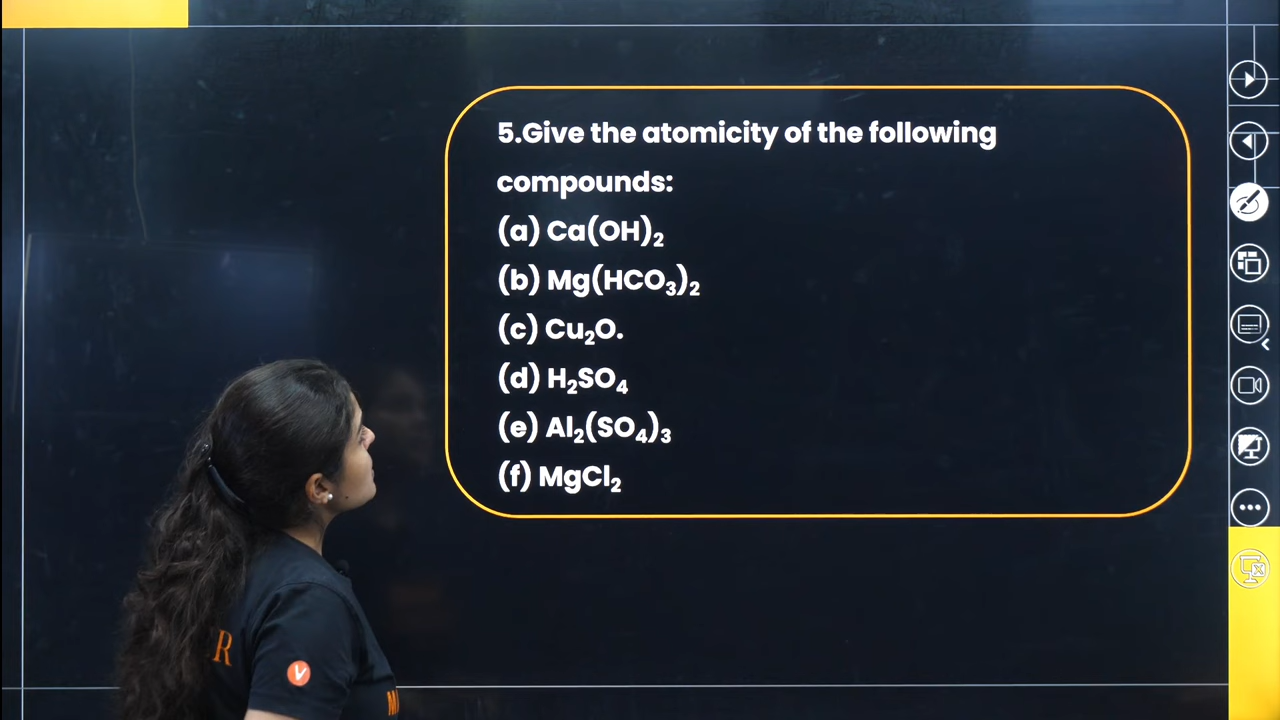 5.Give the atomicity of the following
compounds:
(a) Ca(OH)₂
(b) Mg(HCO₃)₂
(c) Cu₂O.
(d) H₂SO₄
(e) Al₂(SO₄)₃
(f) MgCl₂
R
M